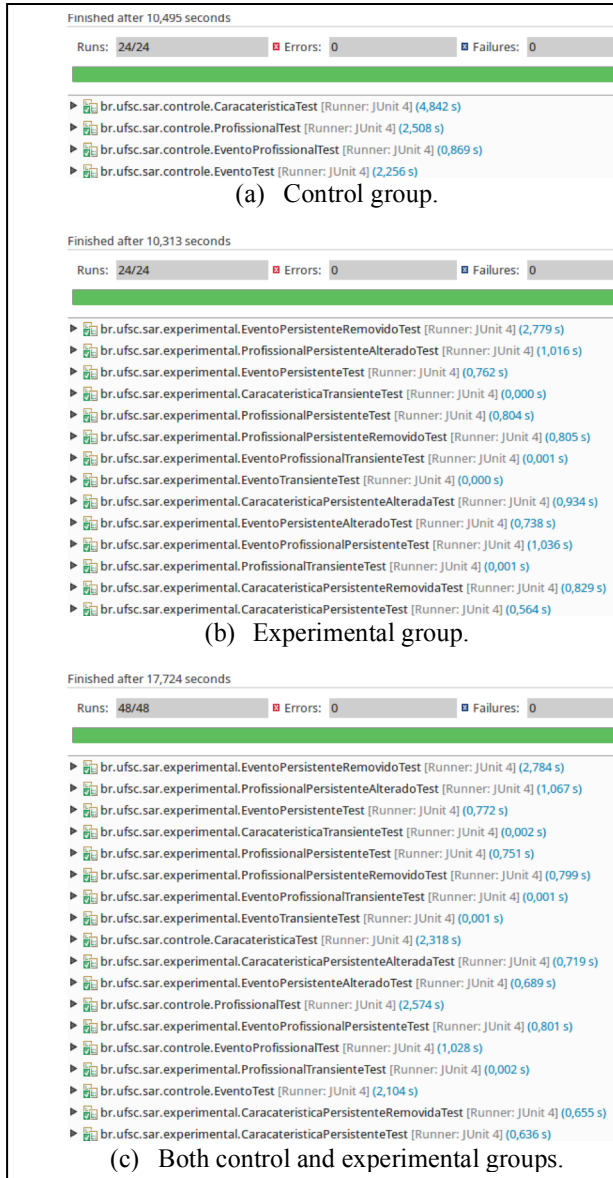 Finished after 10,495 seconds
Runs: 24/24 Errors: 0 Failures: 0
br.ufsc.sar.controle.CaracateristicaTest [Runner: JUnit 4] (4,842 s)
br.ufsc.sar.controle.ProfissionalTest [Runner: JUnit 4] (2,508 s)
br.ufsc.sar.controle.EventoProfissionalTest [Runner: JUnit 4] (0,869 s)
br.ufsc.sar.controle.EventoTest [Runner: JUnit 4] (2,256 s)
(a) Control group.
Finished after 10,313 seconds
Runs: 24/24 Errors: 0 Failures: 0
br.ufsc.sar.experimental.EventoPersistenteRemovidoTest [Runner: JUnit 4] (2,779 s)
br.ufsc.sar.experimental.ProfissionalPersistenteAlteradoTest [Runner: JUnit 4] (1,016 s)
br.ufsc.sar.experimental.EventoPersistenteTest [Runner: JUnit 4] (0,762 s)
br.ufsc.sar.experimental.CaracateristicaTransienteTest [Runner: JUnit 4] (0,000 s)
br.ufsc.sar.experimental.ProfissionalPersistenteTest [Runner: JUnit 4] (0,804 s)
br.ufsc.sar.experimental.ProfissionalPersistenteRemovidoTest [Runner: JUnit 4] (0,805 s)
br.ufsc.sar.experimental.EventoProfissionalTransienteTest [Runner: JUnit 4] (0,001 s)
br.ufsc.sar.experimental.EventoTransienteTest [Runner: JUnit 4] (0,000 s)
br.ufsc.sar.experimental.CaracateristicaPersistenteAlteradaTest [Runner: JUnit 4] (0,934 s)
br.ufsc.sar.experimental.EventoPersistenteAlteradoTest [Runner: JUnit 4] (0,738 s)
br.ufsc.sar.experimental.EventoProfissionalPersistenteTest [Runner: JUnit 4] (1,036 s)
br.ufsc.sar.experimental.ProfissionalTransienteTest [Runner: JUnit 4] (0,001 s)
br.ufsc.sar.experimental.CaracateristicaPersistenteRemovidaTest [Runner: JUnit 4] (0,829 s)
br.ufsc.sar.experimental.CaracateristicaPersistenteTest [Runner: JUnit 4] (0,564 s)
(b) Experimental group.
Finished after 17,724 seconds
Runs: 48/48 Errors: 0 Failures: 0
br.ufsc.sar.experimental.EventoPersistenteRemovidoTest [Runner: JUnit 4] (2,784 s)
br.ufsc.sar.experimental.ProfissionalPersistenteAlteradoTest [Runner: JUnit 4] (1,067 s)
br.ufsc.sar.experimental.EventoPersistenteTest [Runner: JUnit 4] (0,772 s)
br.ufsc.sar.experimental.CaracateristicaTransienteTest [Runner: JUnit 4] (0,002 s)
br.ufsc.sar.experimental.ProfissionalPersistenteTest [Runner: JUnit 4] (0,751 s)
br.ufsc.sar.experimental.ProfissionalPersistenteRemovidoTest [Runner: JUnit 4] (0,799 s)
br.ufsc.sar.experimental.EventoProfissionalTransienteTest [Runner: JUnit 4] (0,001 s)
br.ufsc.sar.experimental.EventoTransienteTest [Runner: JUnit 4] (0,001 s)
br.ufsc.sar.controle.CaracateristicaTest [Runner: JUnit 4] (2,318 s)
br.ufsc.sar.experimental.CaracateristicaPersistenteAlteradaTest [Runner: JUnit 4] (0,719 s)
br.ufsc.sar.experimental.EventoPersistenteAlteradoTest [Runner: JUnit 4] (0,689 s)
br.ufsc.sar.controle.ProfissionalTest [Runner: JUnit 4] (2,574 s)
br.ufsc.sar.experimental.EventoProfissionalPersistenteTest [Runner: JUnit 4] (0,801 s)
br.ufsc.sar.controle.EventoProfissionalTest [Runner: JUnit 4] (1,028 s)
br.ufsc.sar.experimental.ProfissionalTransienteTest [Runner: JUnit 4] (0,002 s)
br.ufsc.sar.controle.EventoTest [Runner: JUnit 4] (2,104 s)
br.ufsc.sar.experimental.CaracateristicaPersistenteRemovidaTest [Runner: JUnit 4] (0,655 s)
br.ufsc.sar.experimental.CaracateristicaPersistenteTest [Runner: JUnit 4] (0,636 s)
(c) Both control and experimental groups.